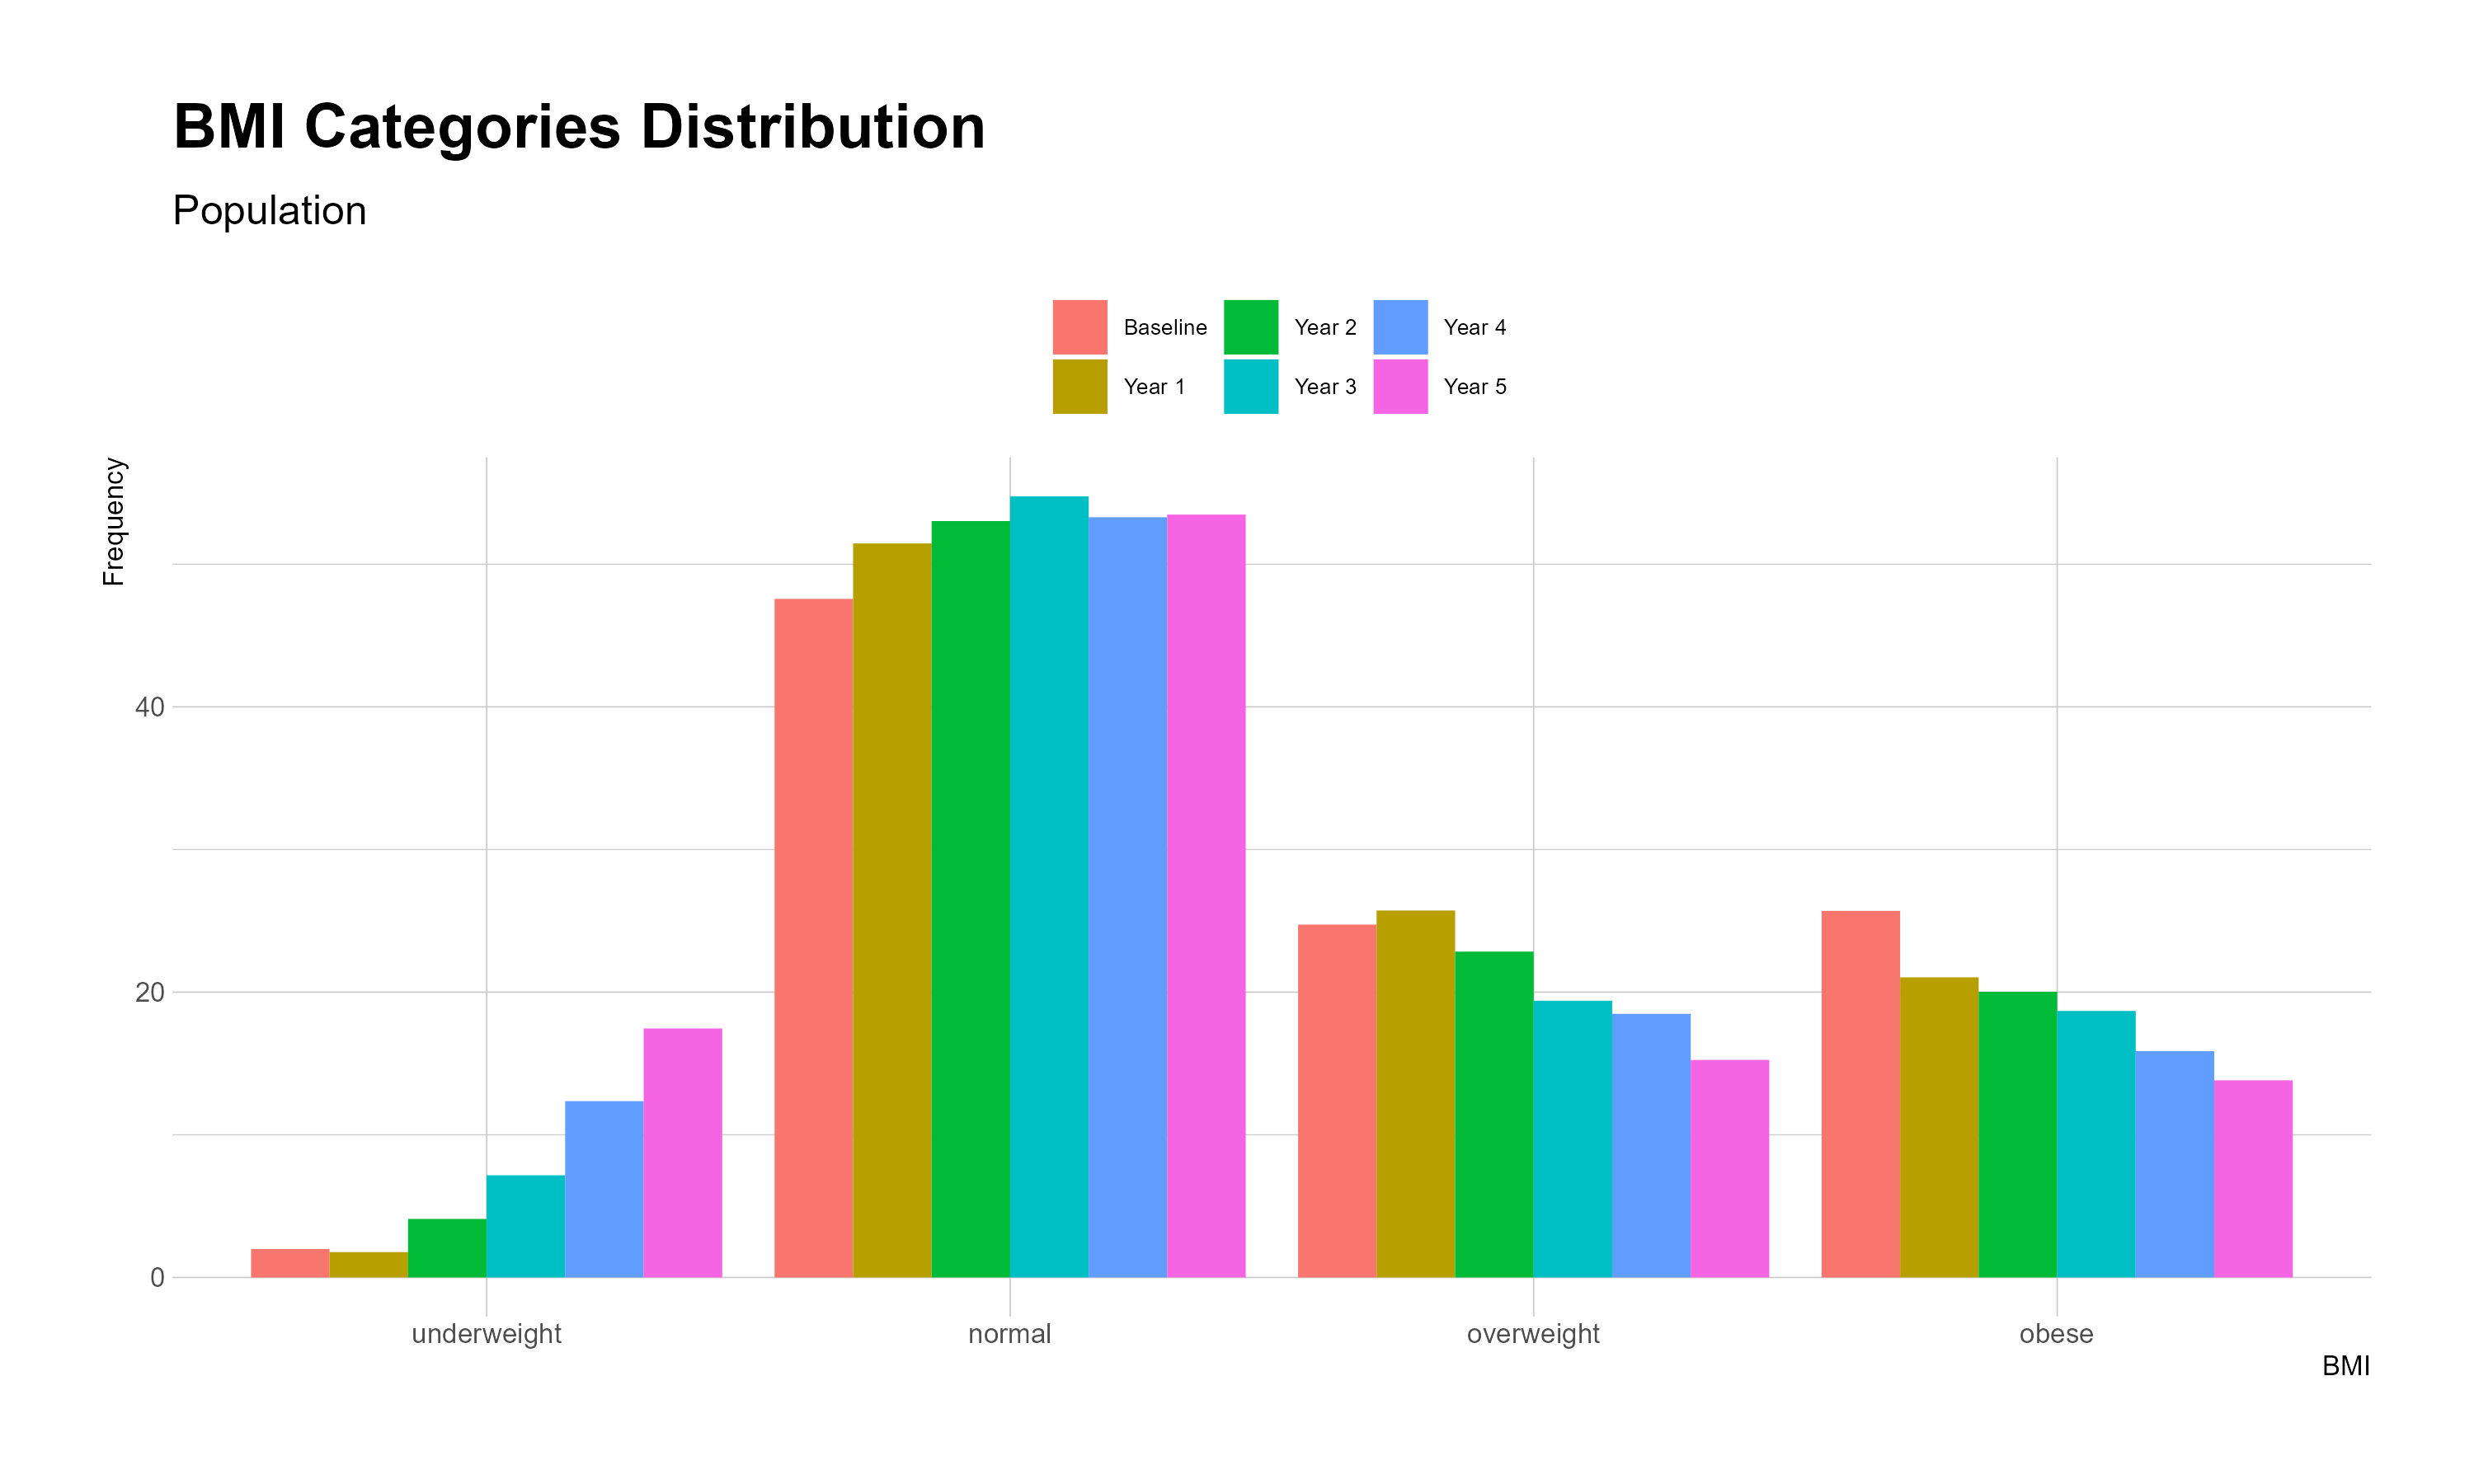 BMI Categories Distribution
Population
Baseline Year 2 Year 4
Year 1 Year 3 Year 5
Frequency
40
20
0
underweight normal overweight obese
BMI